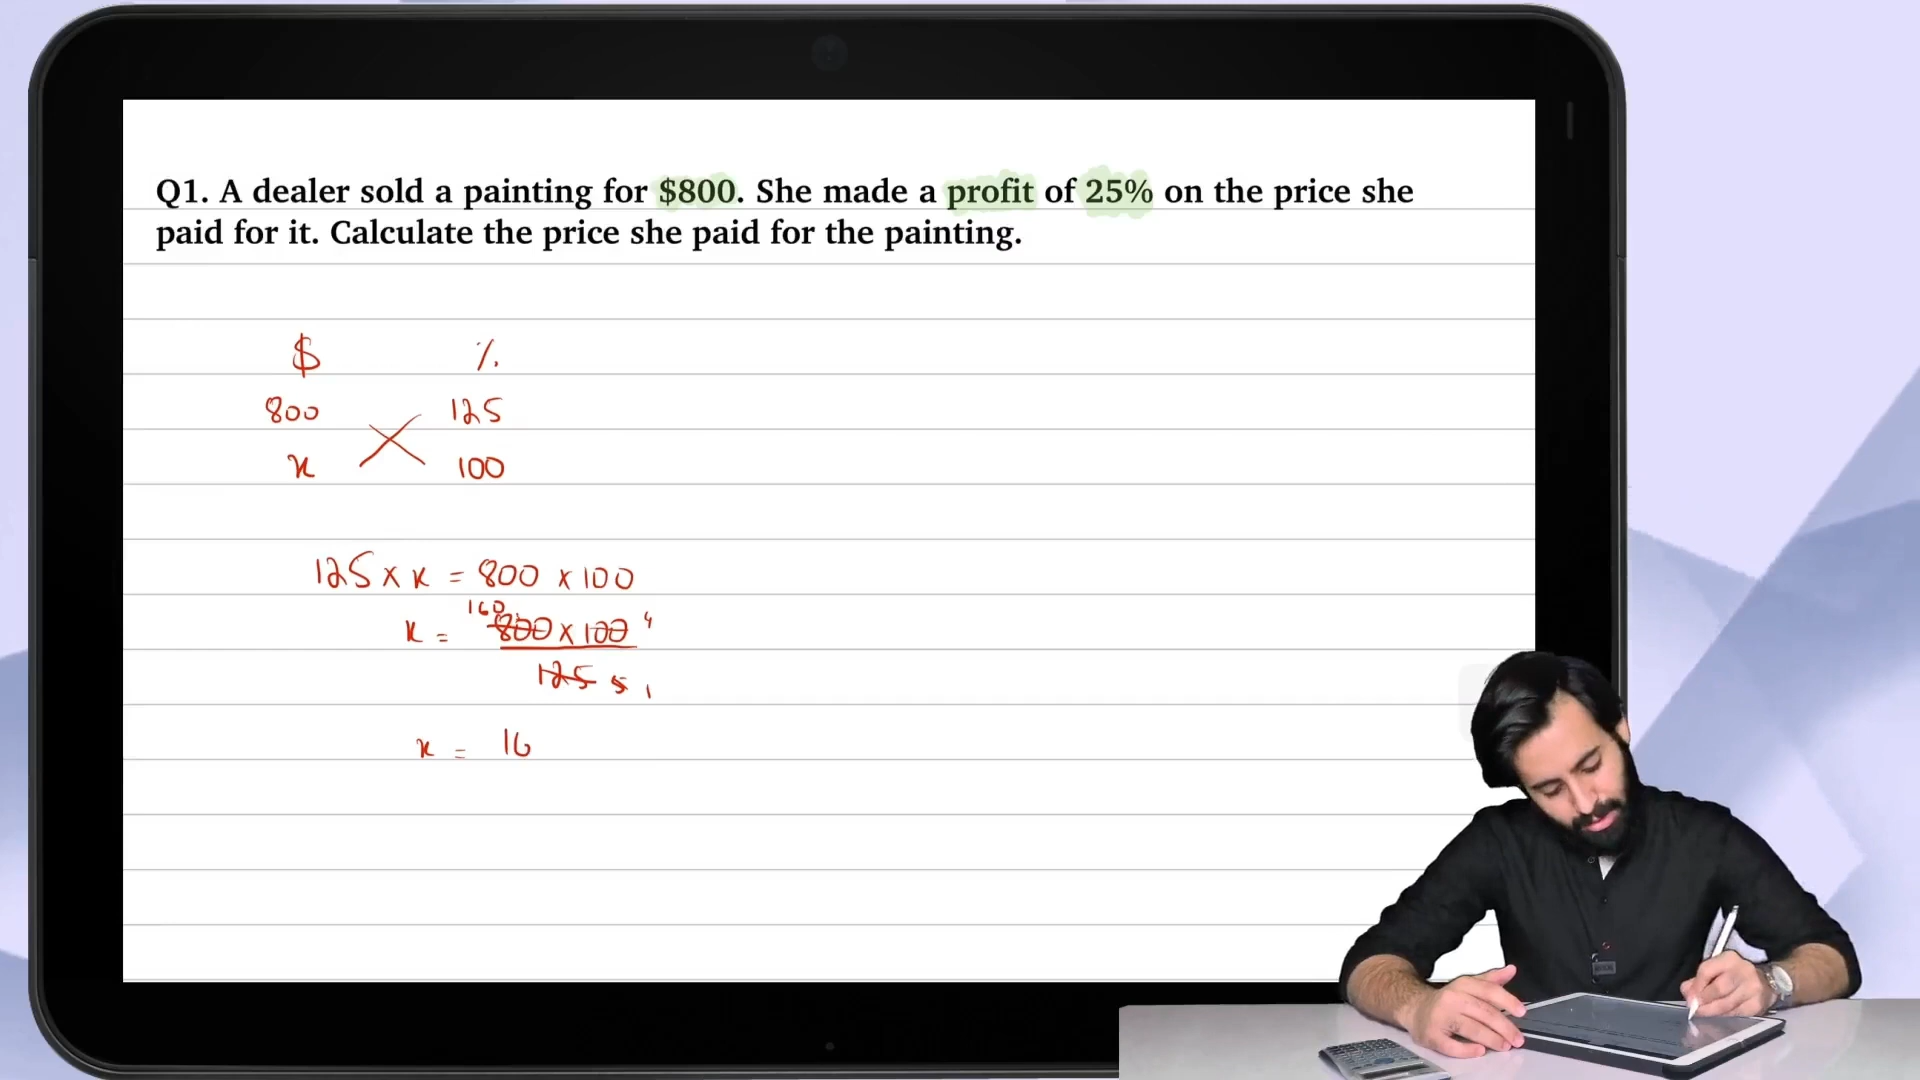 Q1. A dealer sold a painting for $800. She made a profit of 25% on the price she
paid for it. Calculate the price she paid for the painting.
$ %
800 125
x 100
125 × x = 800 × 100
160
x = 800 × 100 4
125 5 1
x = 16